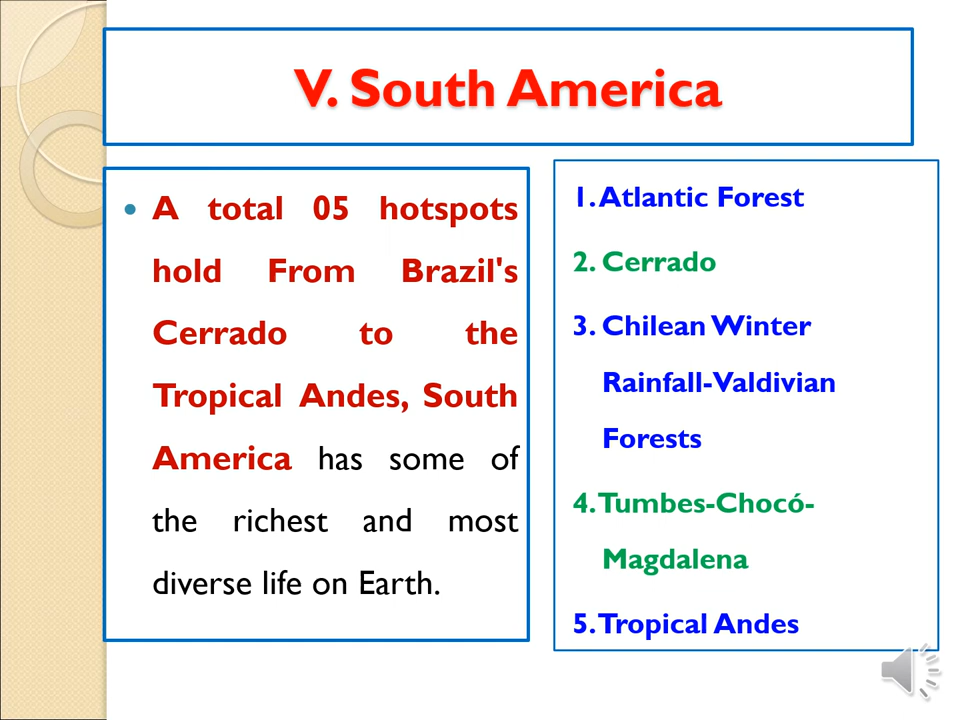 V. South America
A total 05 hotspots
hold From Brazil's
Cerrado to the
Tropical Andes, South
America has some of
the richest and most
diverse life on Earth.
1. Atlantic Forest
2. Cerrado
3. Chilean Winter
Rainfall-Valdivian
Forests
4. Tumbes-Chocó-
Magdalena
5. Tropical Andes